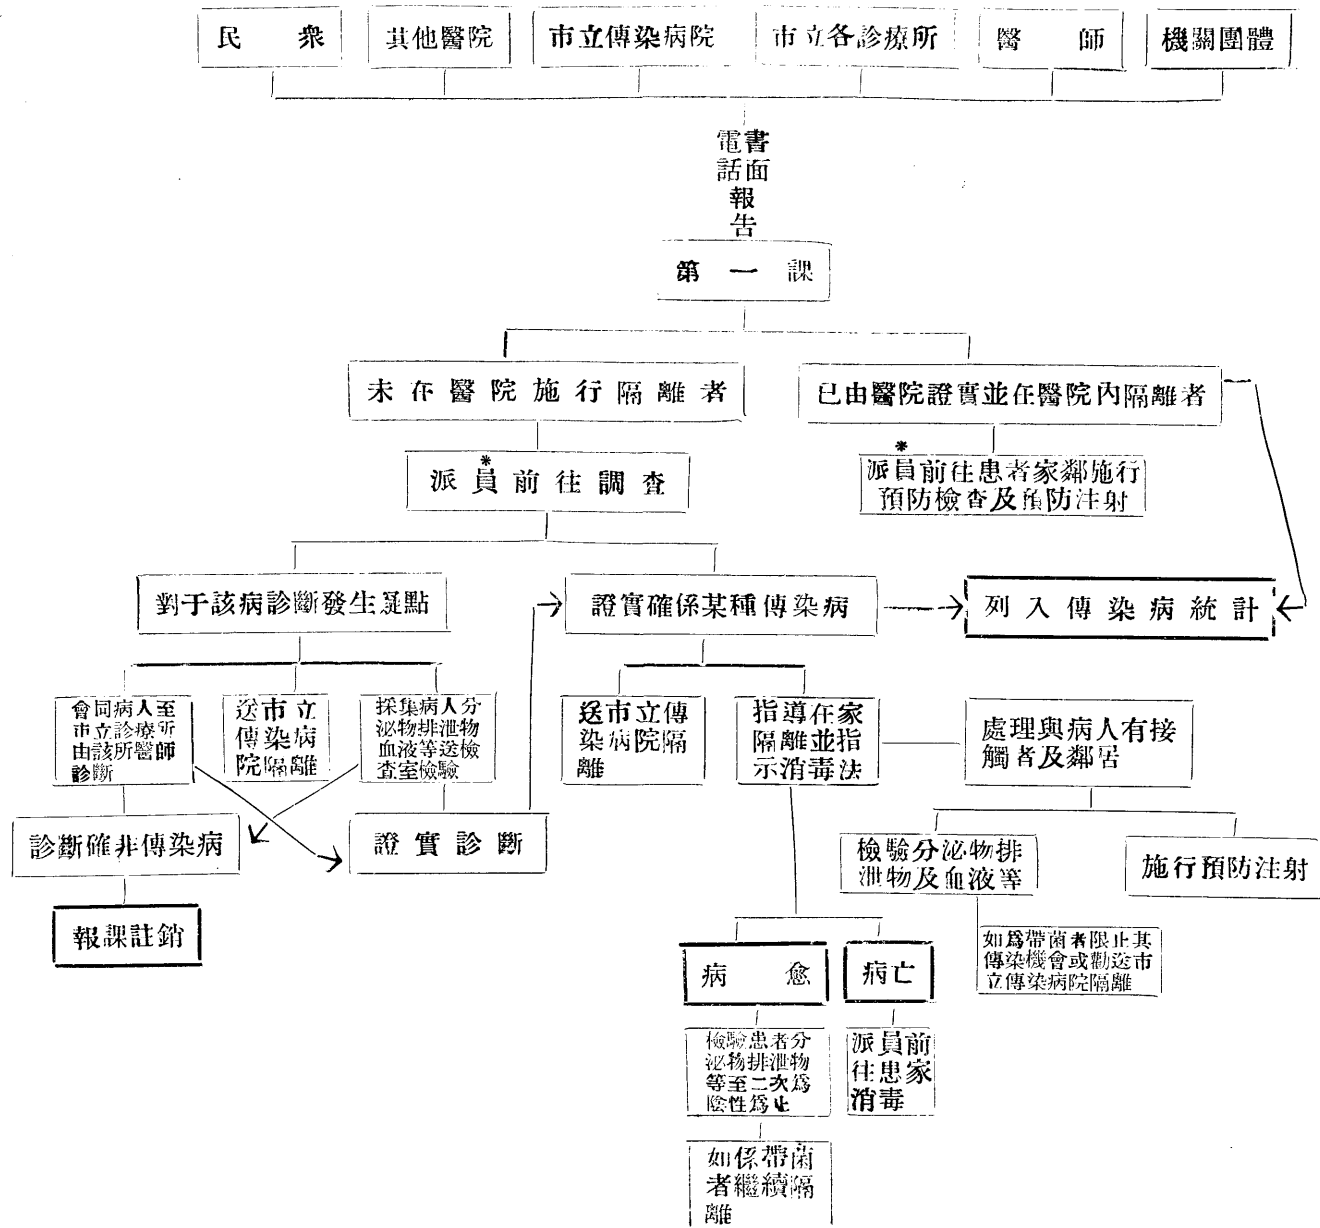 民衆
其他醫院
市立傳染病院
市立各診療所
醫師
機關團體
電話
書面
報告
第一課
未在醫院施行隔離者
已由醫院證實並在醫院內隔離者
*
派員前往調查
*
派員前往患者家鄰施行
預防檢查及預防注射
對于該病診斷發生疑點
證實確係某種傳染病
列入傳染病統計
會同病人至
市立診療所
由該所醫師
診斷
送市立
傳染病
院隔離
採集病人分
泌物排泄物
血液等送檢
查室檢驗
送市立傳
染病院隔
離
指導在家
隔離並指
示消毒法
處理與病人有接
觸者及鄰居
診斷確非傳染病
證實診斷
檢驗分泌物排
泄物及血液等
施行預防注射
報課註銷
如爲帶菌者限止其
傳染機會或勸送市
立傳染病院隔離
病愈
病亡
檢驗患者分
泌物排泄物
等至二次爲
陰性爲止
派員前
往患家
消毒
如係帶菌
者繼續隔
離